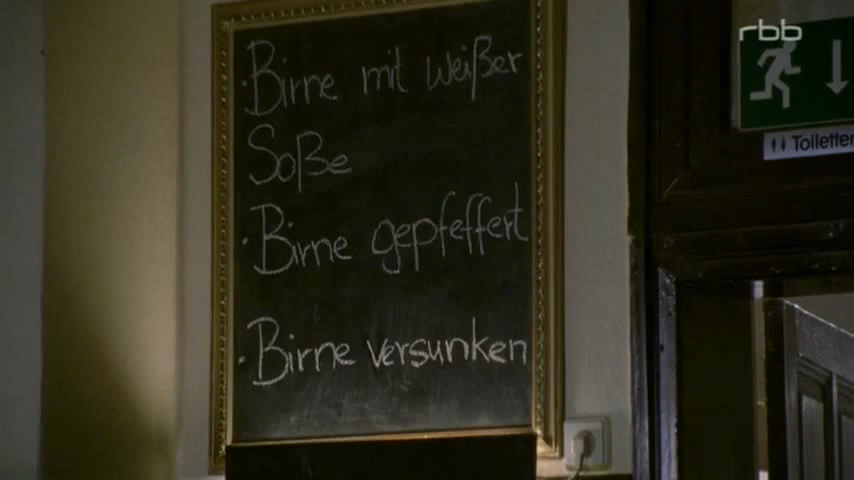 rbb
· Birne mit weißer
Soße
· Birne gepfeffert
· Birne versunken
Toiletten